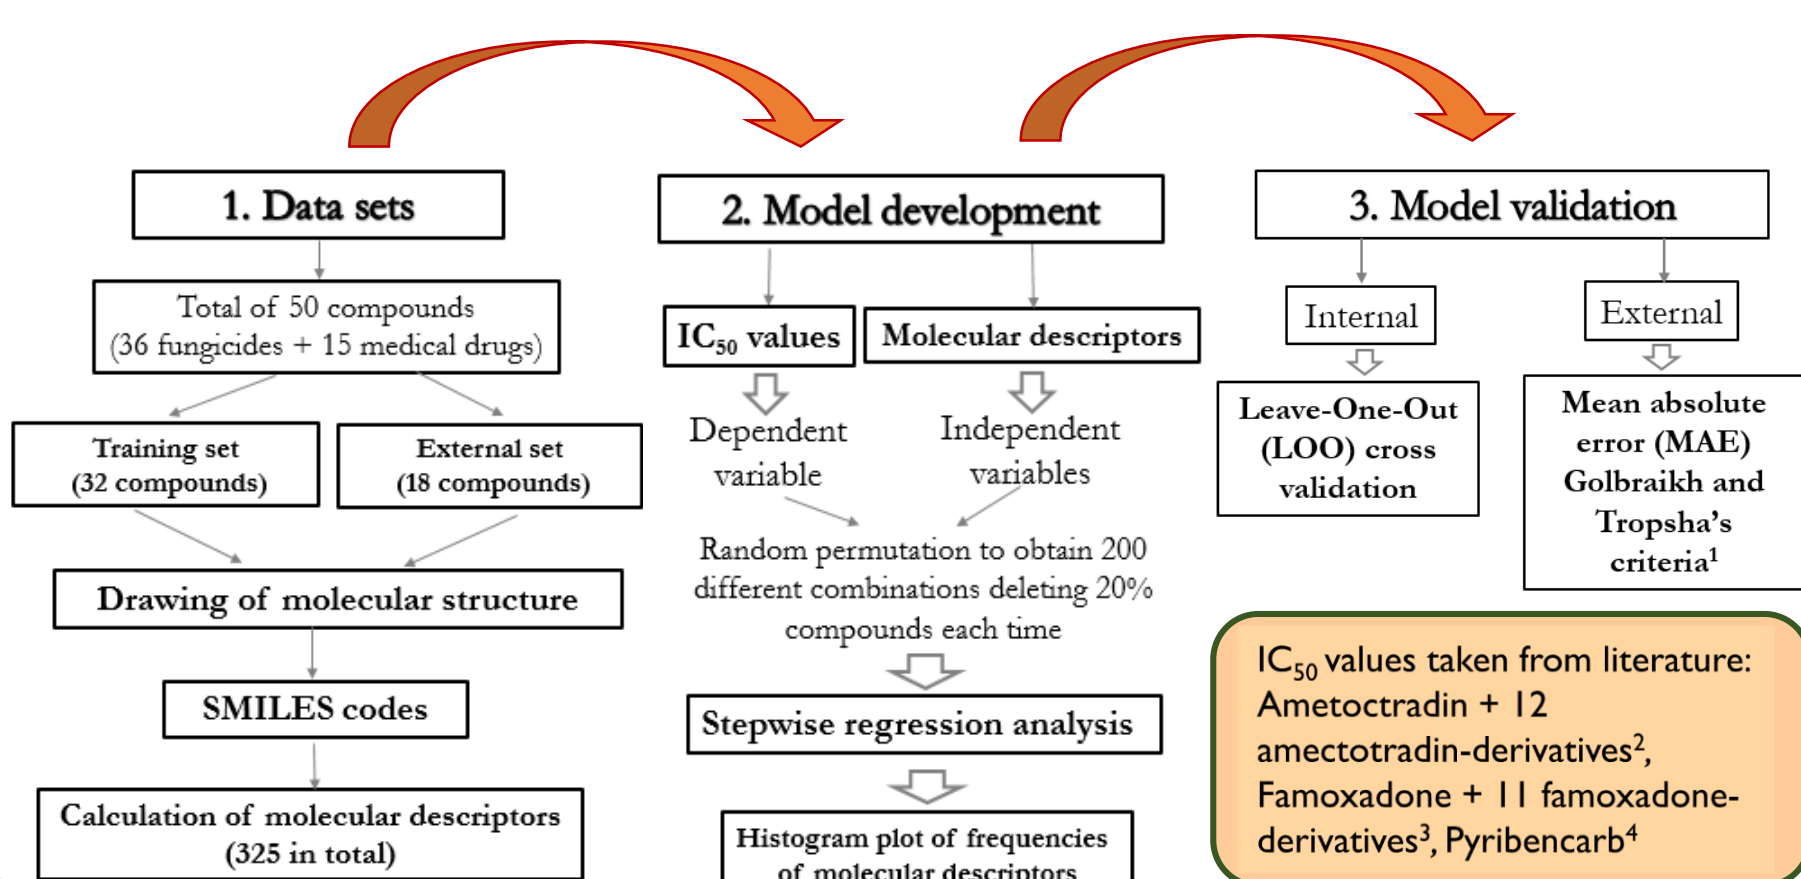 1. Data sets
Total of 50 compounds
(36 fungicides + 15 medical drugs)
Training set
(32 compounds)
External set
(18 compounds)
Drawing of molecular structure
SMILES codes
Calculation of molecular descriptors
(325 in total)
2. Model development
IC50 values
Molecular descriptors
Dependent
variable
Independent
variables
Random permutation to obtain 200
different combinations deleting 20%
compounds each time
Stepwise regression analysis
Histogram plot of frequencies
of molecular descriptors
3. Model validation
Internal
External
Leave-One-Out
(LOO) cross
validation
Mean absolute
error (MAE)
Golbraikh and
Tropsha’s
criteria1
IC50 values taken from literature:
Ametoctradin + 12
amectotradin-derivatives2,
Famoxadone + 11 famoxadone-
derivatives3, Pyribencarb4